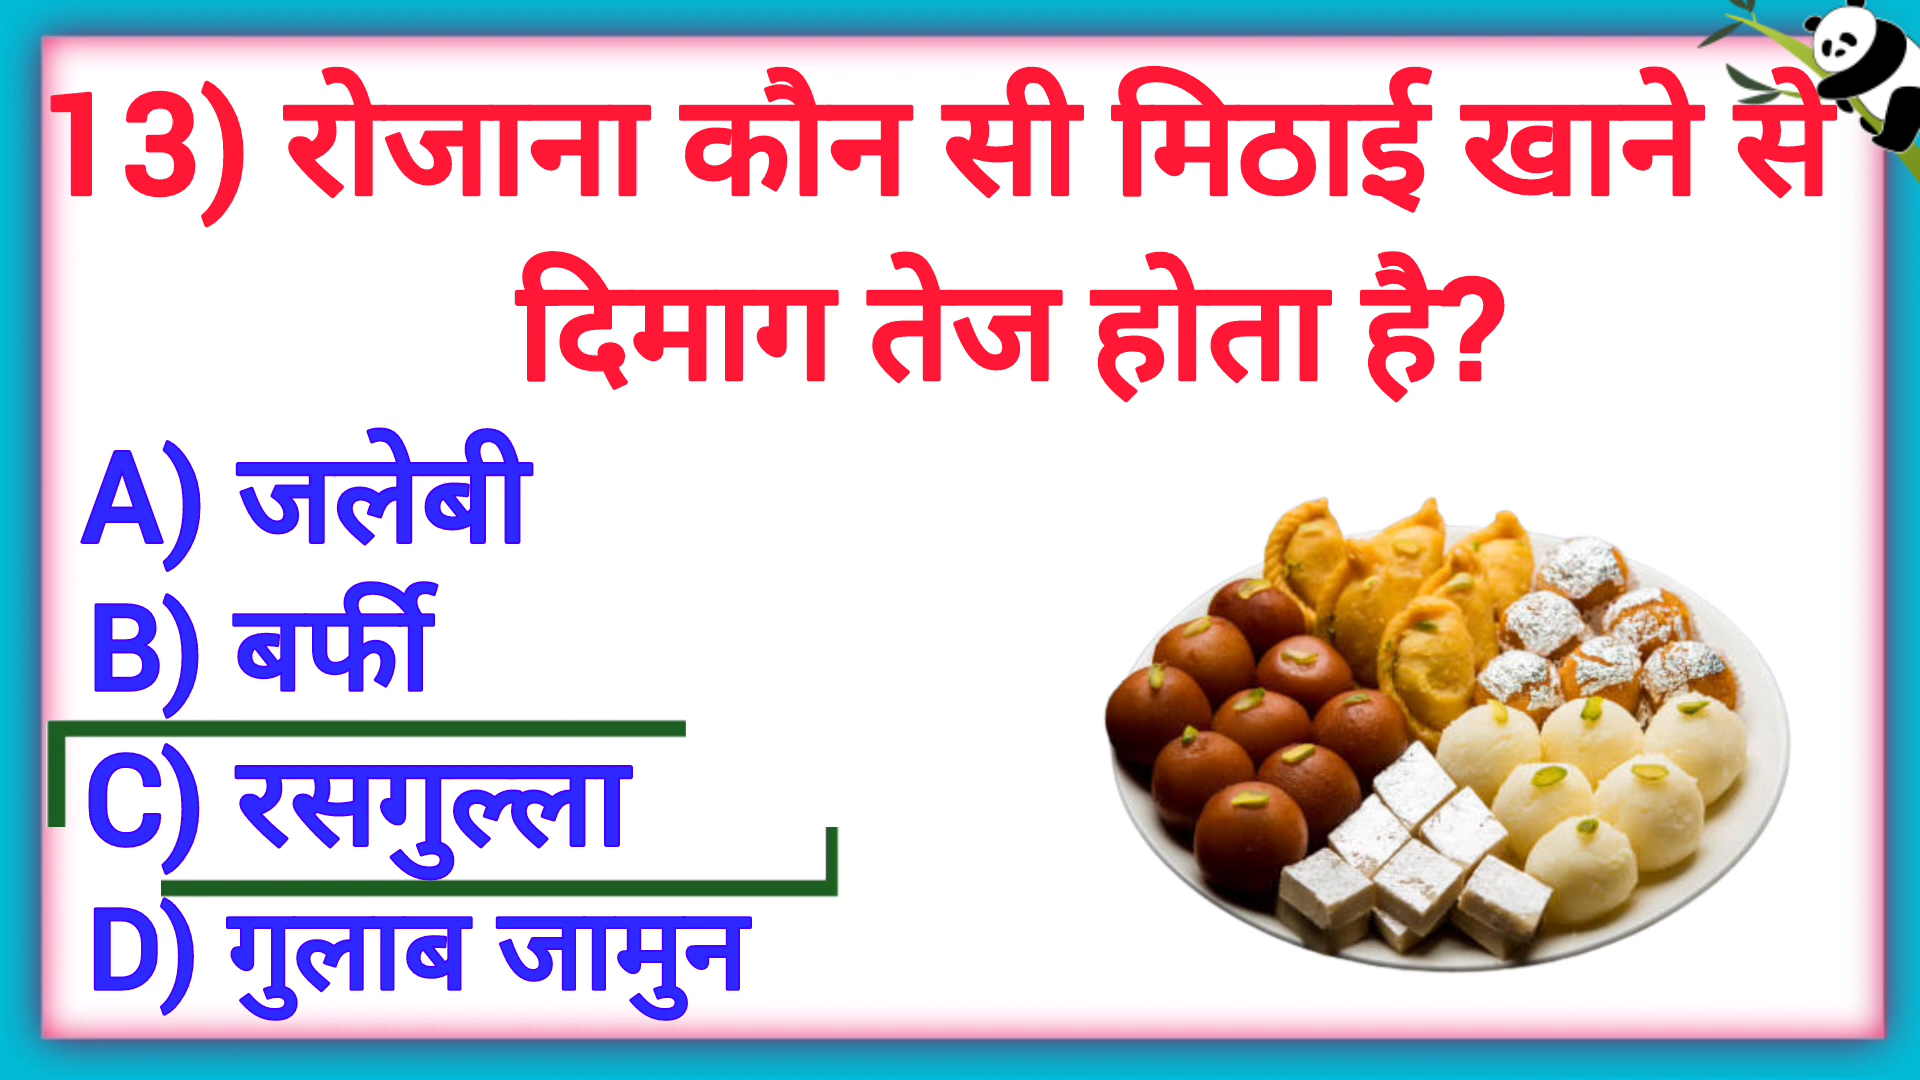 13) रोजाना कौन सी मिठाई खाने से
दिमाग तेज होता है?
A) जलेबी
B) बर्फी
C) रसगुल्ला
D) गुलाब जामुन